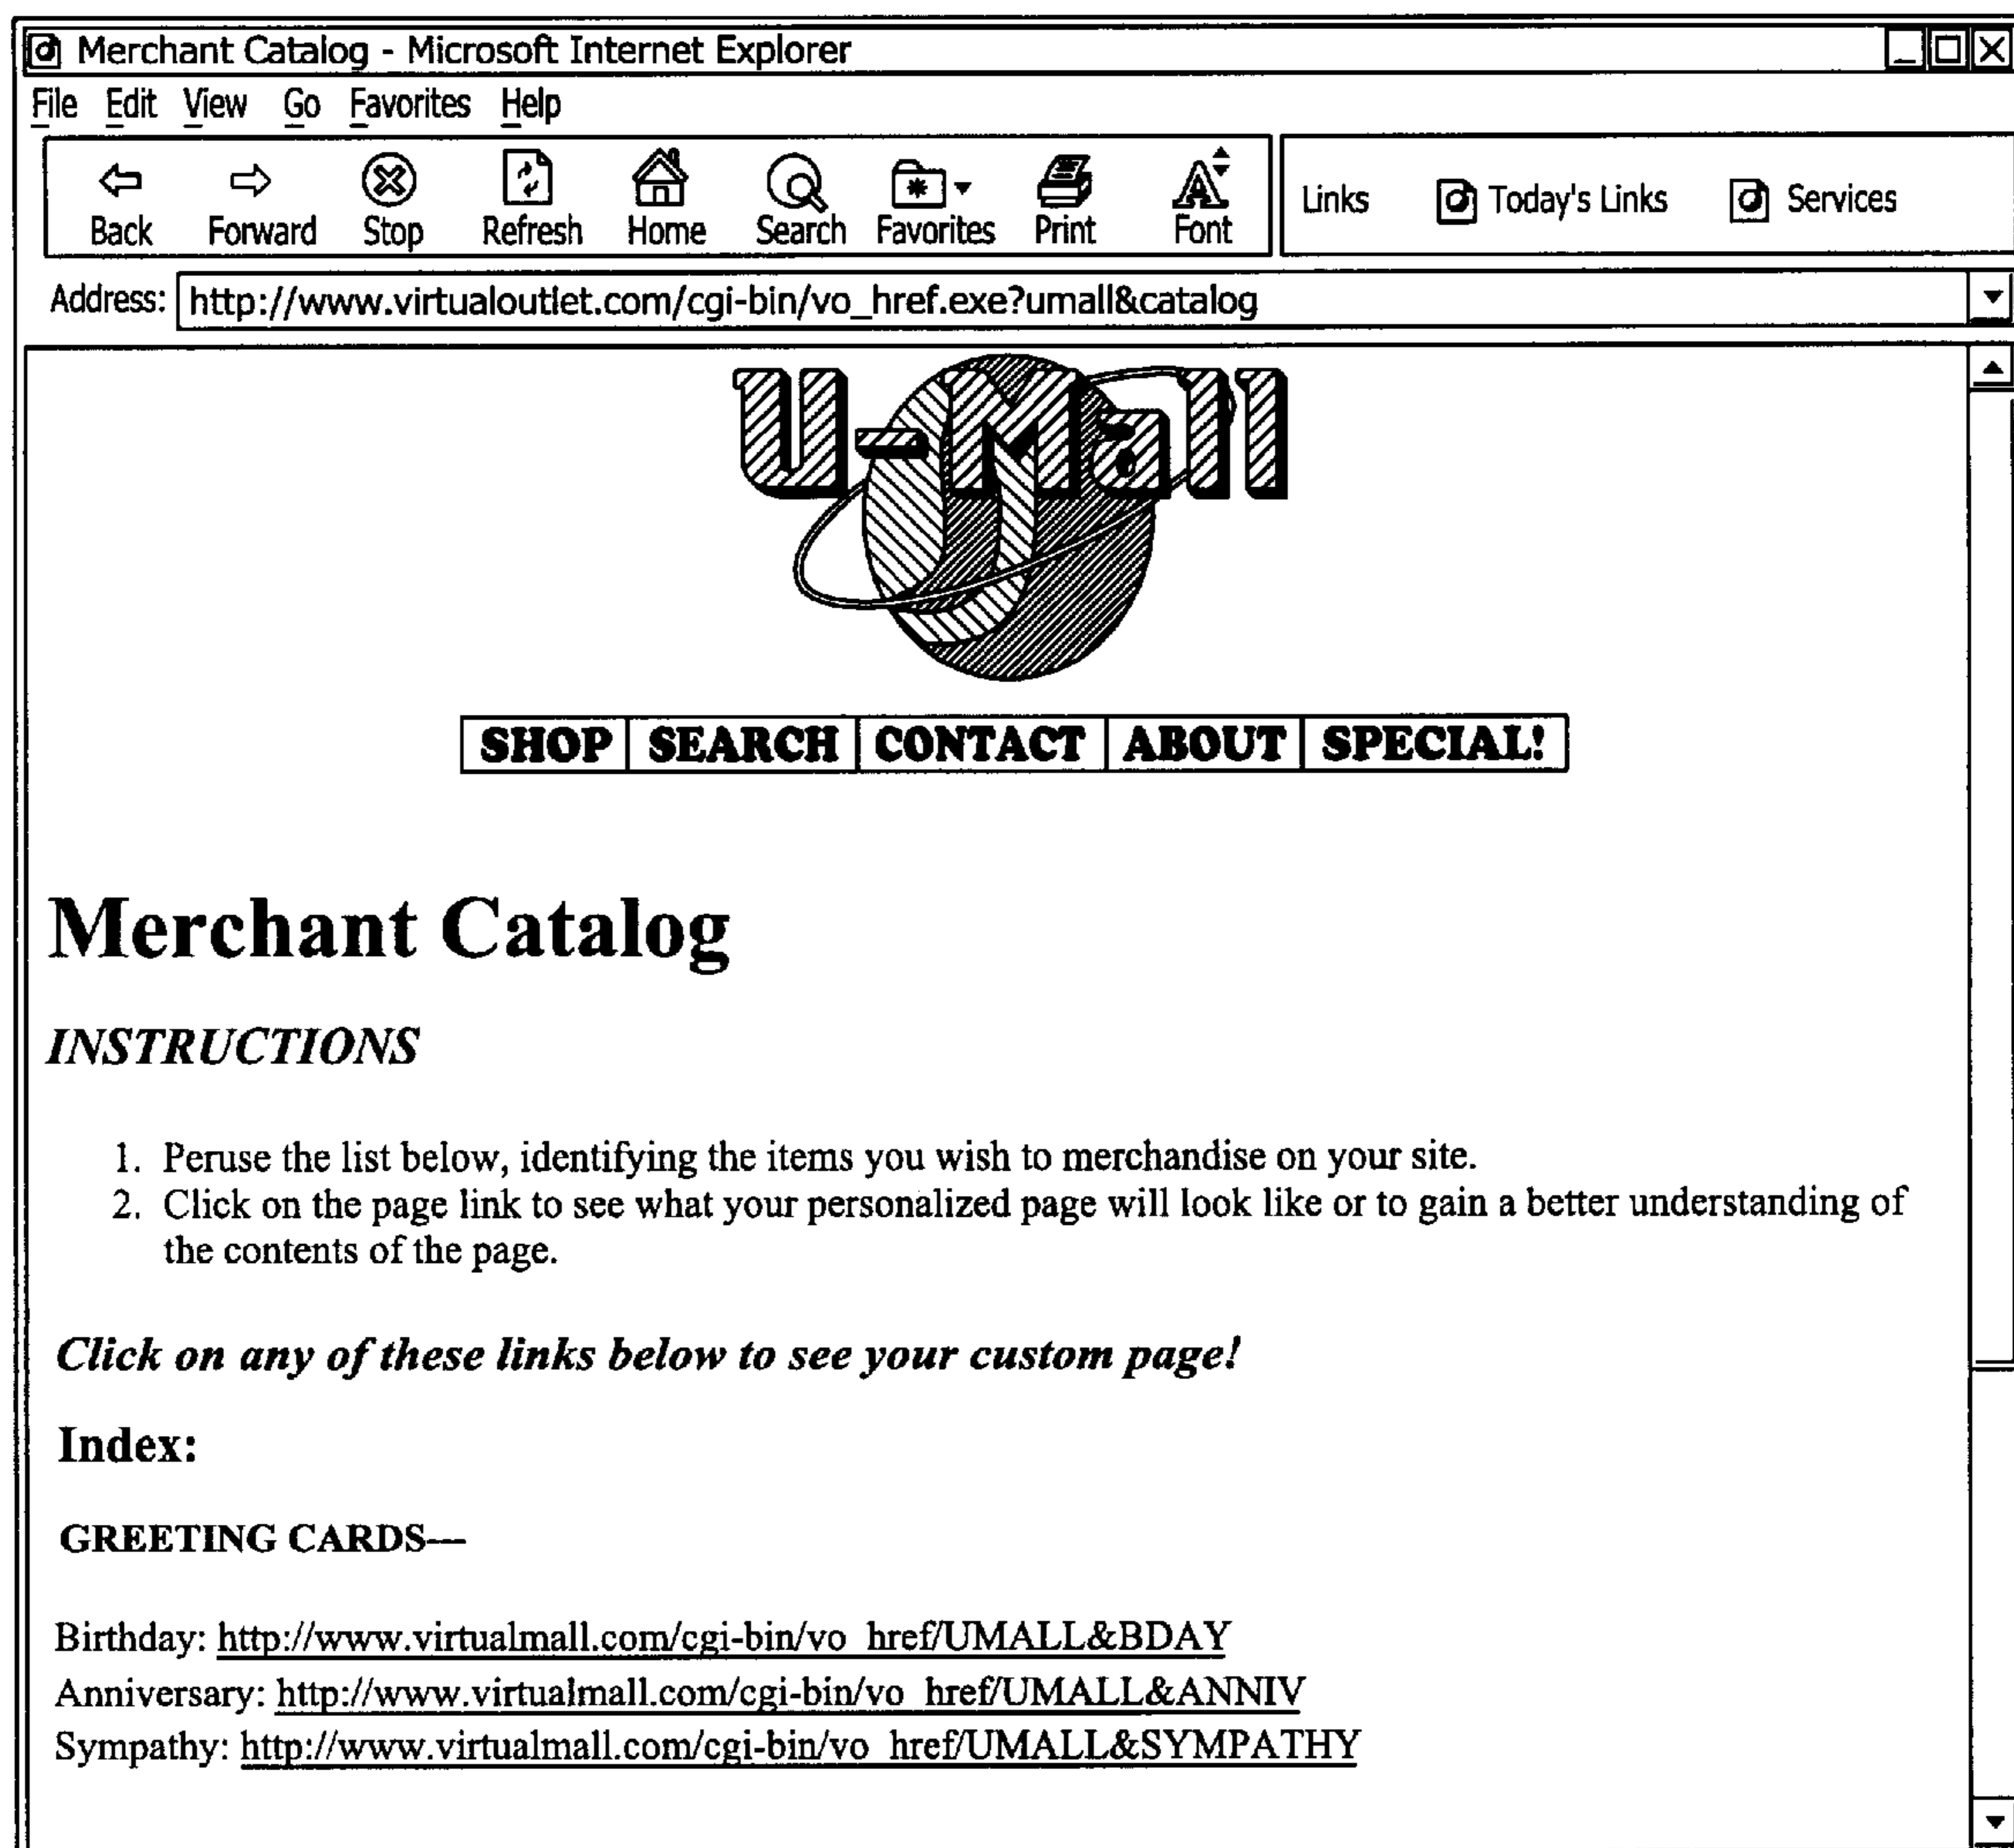 Merchant Catalog - Microsoft Internet Explorer
File Edit View Go Favorites Help
Back Forward Stop Refresh Home Search Favorites Print Font Links Today's Links Services
Address: http://www.virtualoutlet.com/cgi-bin/vo_href.exe?umall&catalog
U-Mall
SHOP SEARCH CONTACT ABOUT SPECIAL!
Merchant Catalog
INSTRUCTIONS
1. Peruse the list below, identifying the items you wish to merchandise on your site.
2. Click on the page link to see what your personalized page will look like or to gain a better understanding of
the contents of the page.
Click on any of these links below to see your custom page!
Index:
GREETING CARDS---
Birthday: http://www.virtualmall.com/cgi-bin/vo_href/UMALL&BDAY
Anniversary: http://www.virtualmall.com/cgi-bin/vo_href/UMALL&ANNIV
Sympathy: http://www.virtualmall.com/cgi-bin/vo_href/UMALL&SYMPATHY